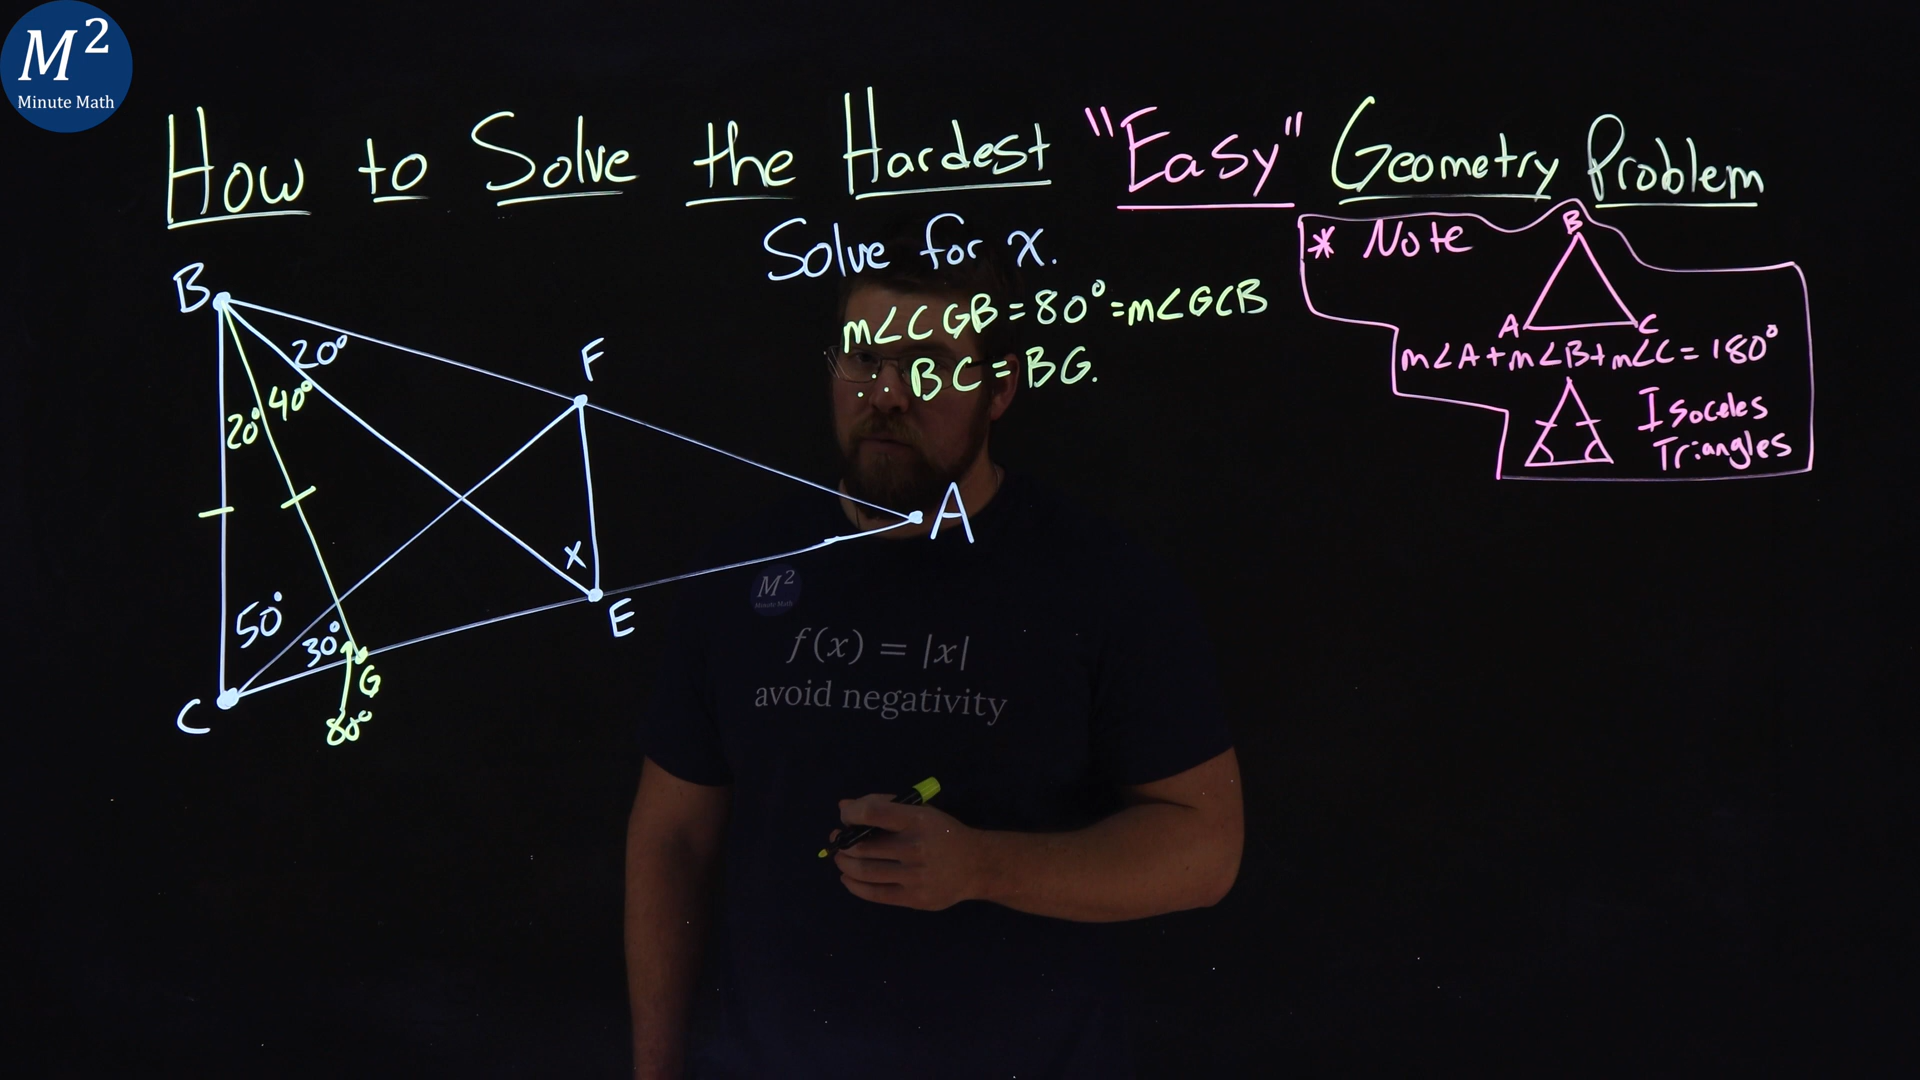 M²
Minute Math
How to Solve the Hardest "Easy" Geometry Problem
Solve for x.
* Note
B
A C
m∠A+m∠B+m∠C=180°
Isoceles
Triangles
m∠CGB=80°=m∠GCB
∴ BC=BG.
B
20°
F
20° 40°
A
x
E
50°
30°
G
C
80°
M²
Minute Math
f(x) = |x|
avoid negativity